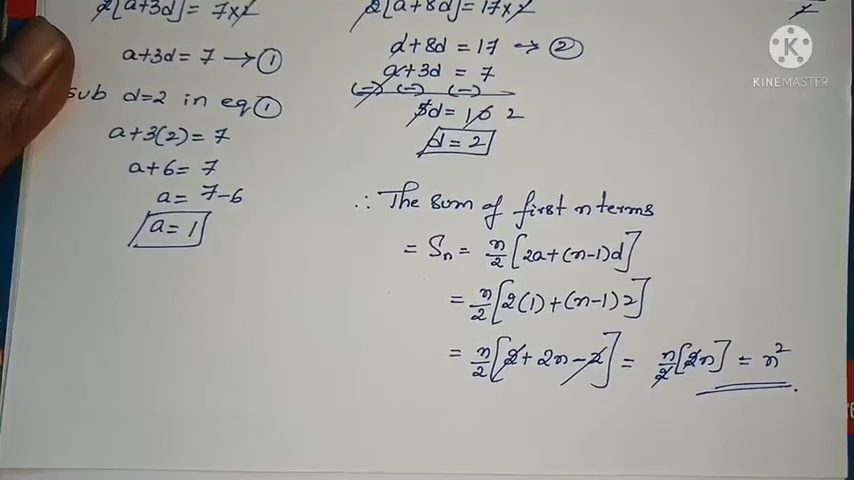 2[a+3d] = 7×2
a+3d = 7 → ①
sub d=2 in eq ①
a+3(2) = 7
a+6 = 7
a = 7-6
a = 1
2[a+8d] = 17×2
a+8d = 17 → ②
a+3d = 7
(-) (-) (-)
5d = 10 2
d = 2
∴ The sum of first n terms
= Sn = n/2 [2a+(n-1)d]
= n/2 [2(1)+(n-1)2]
= n/2 [2+2n-2] = n/2 [2n] = n²
K
KINEMASTER